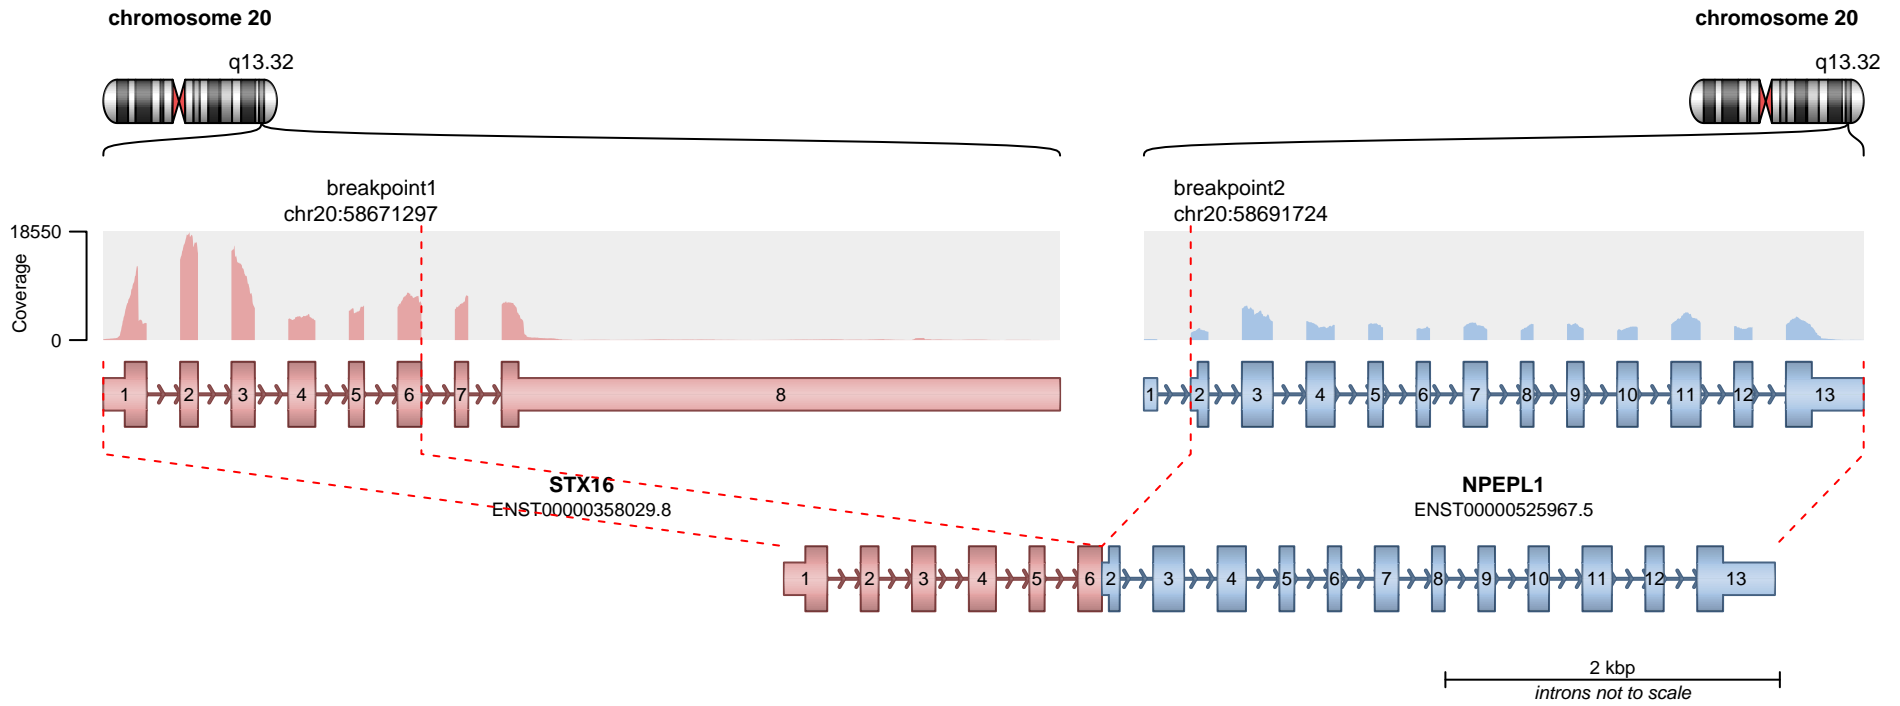 chromosome 20
chromosome 20
q13.32
q13.32
breakpoint1
chr20:58671297
breakpoint2
chr20:58691724
18550
Coverage
0
1 2 3 4 5 6 7 8
1 2 3 4 5 6 7 8 9 10 11 12 13
STX16
ENST00000358029.8
NPEPL1
ENST00000525967.5
1 2 3 4 5 6 2 3 4 5 6 7 8 9 10 11 12 13
2 kbp
introns not to scale